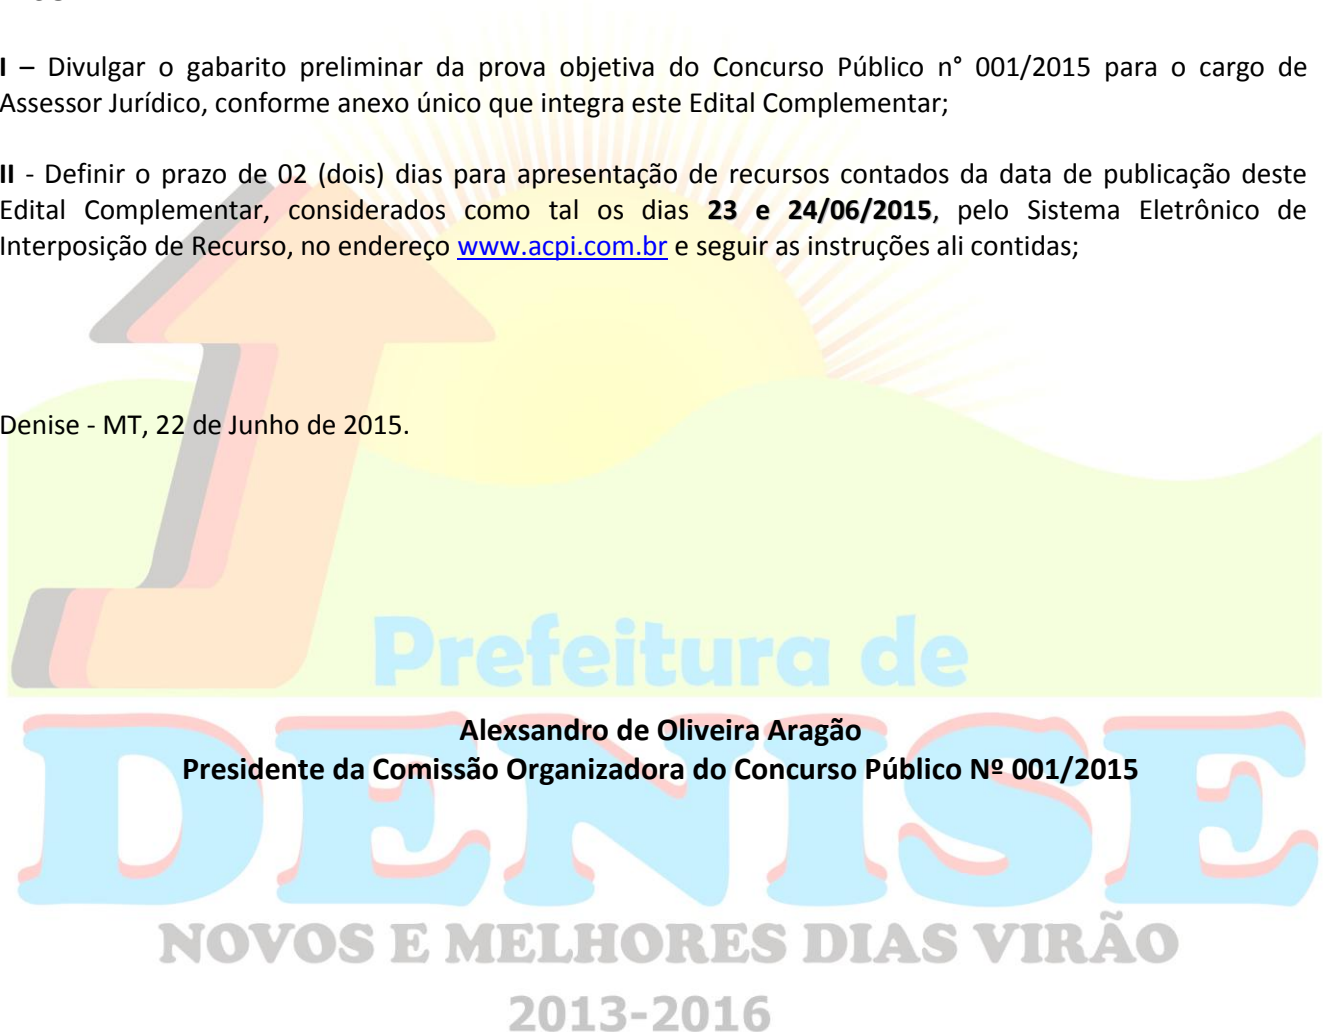 I – Divulgar o gabarito preliminar da prova objetiva do Concurso Público n° 001/2015 para o cargo de
Assessor Jurídico, conforme anexo único que integra este Edital Complementar;
II - Definir o prazo de 02 (dois) dias para apresentação de recursos contados da data de publicação deste
Edital Complementar, considerados como tal os dias 23 e 24/06/2015, pelo Sistema Eletrônico de
Interposição de Recurso, no endereço www.acpi.com.br e seguir as instruções ali contidas;
Denise - MT, 22 de Junho de 2015.
Prefeitura de
Alexsandro de Oliveira Aragão
Presidente da Comissão Organizadora do Concurso Público Nº 001/2015
DENISE
NOVOS E MELHORES DIAS VIRÃO
2013-2016